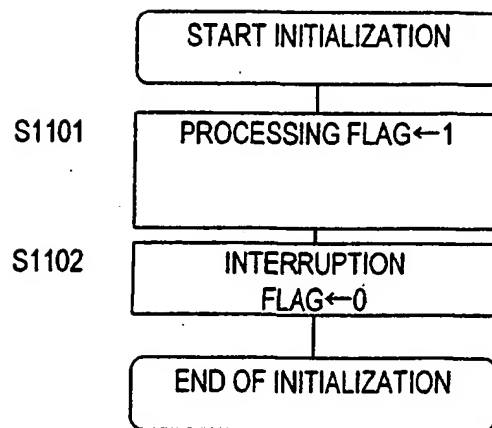 START INITIALIZATION
S1101 PROCESSING FLAG←1
S1102 INTERRUPTION
FLAG←0
END OF INITIALIZATION